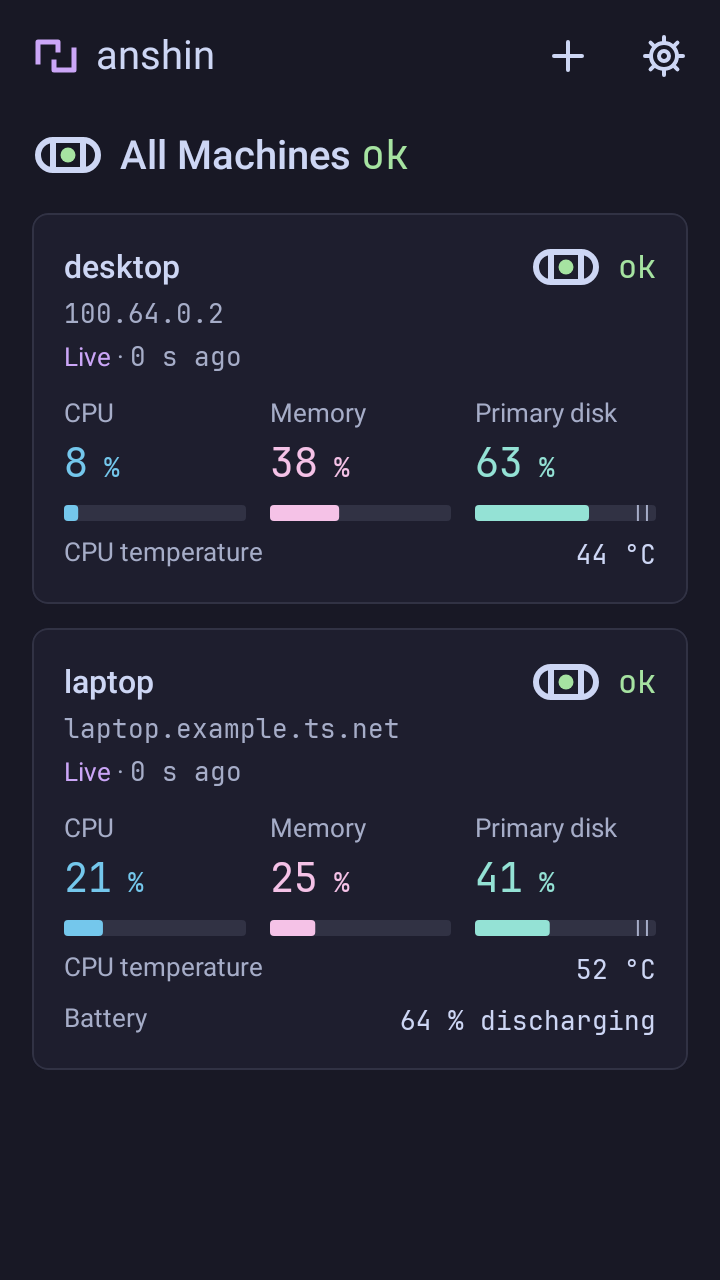 anshin
All Machines ok
desktop ok
100.64.0.2
Live · 0 s ago
CPU Memory Primary disk
8 % 38 % 63 %
CPU temperature 44 °C
laptop ok
laptop.example.ts.net
Live · 0 s ago
CPU Memory Primary disk
21 % 25 % 41 %
CPU temperature 52 °C
Battery 64 % discharging